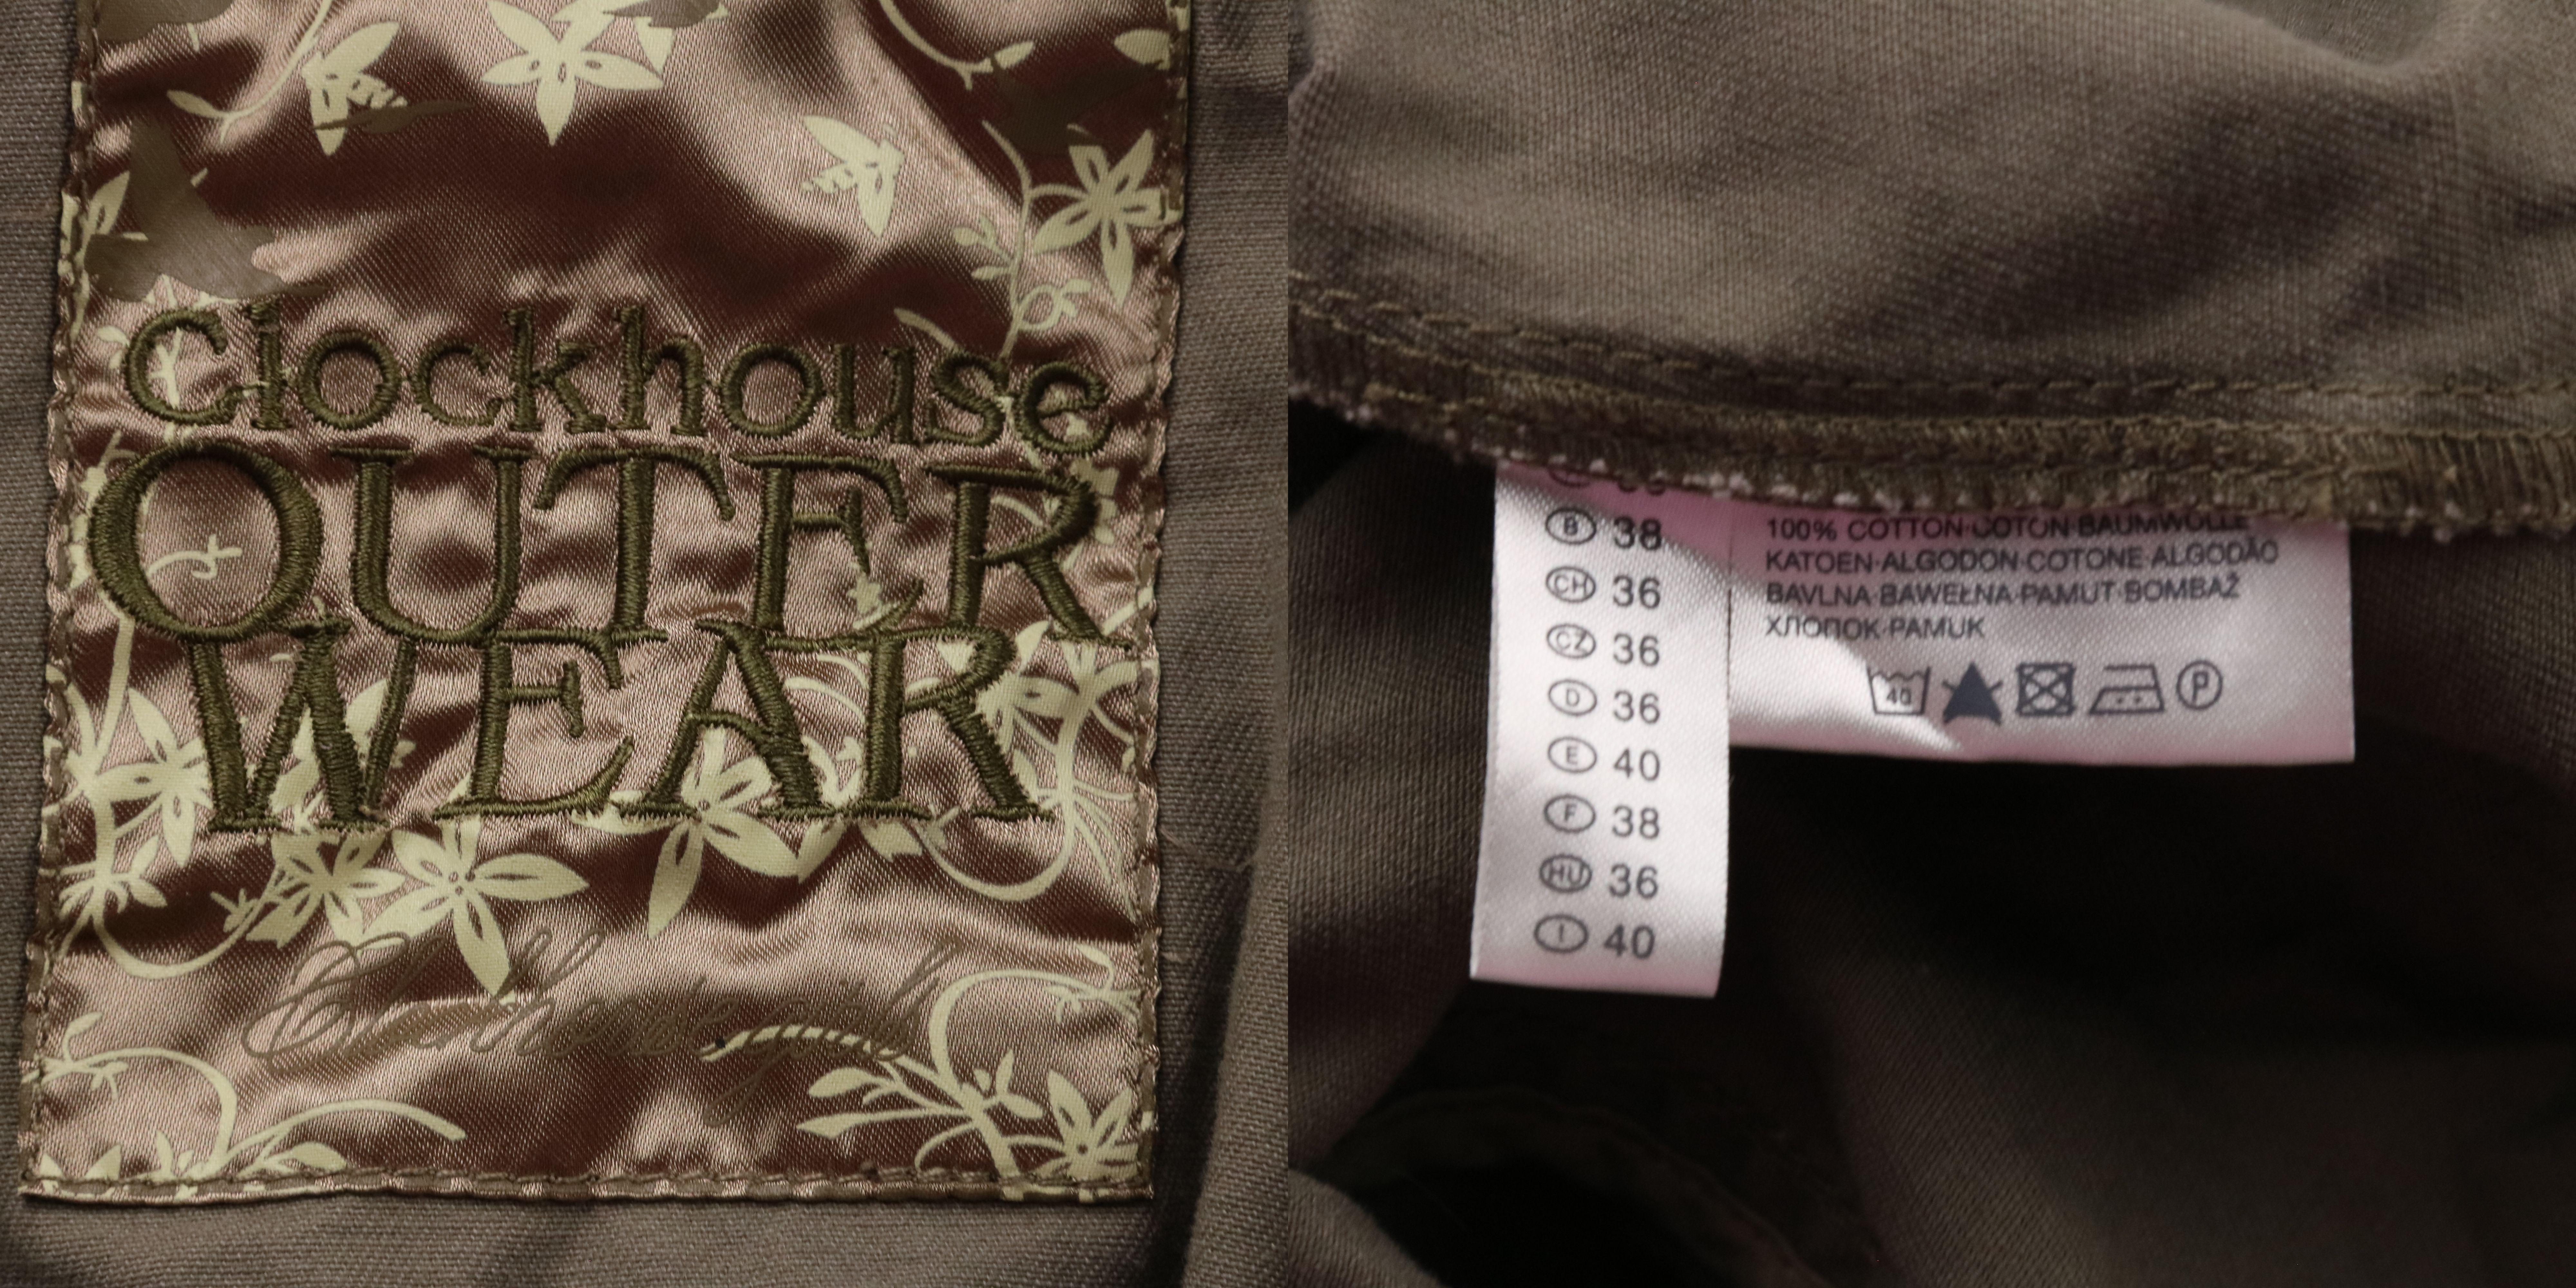 Clockhouse
OUTER
WEAR
B 38
CH 36
CZ 36
D 36
E 40
F 38
HU 36
I 40
100% COTTON·COTON·BAUMWOLLE
KATOEN·ALGODON·COTONE·ALGODÃO
BAVLNA·BAWEŁNA·PAMUT·BOMBAŽ
ХЛОПОК·PAMUK
40
P